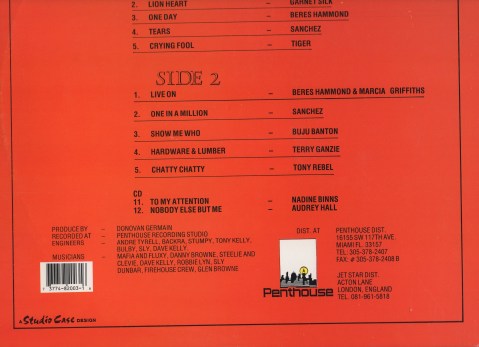 2. LION HEART – GARNET SILK
3. ONE DAY – BERES HAMMOND
4. TEARS – SANCHEZ
5. CRYING FOOL – TIGER
SIDE 2
1. LIVE ON – BERES HAMMOND & MARCIA GRIFFITHS
2. ONE IN A MILLION – SANCHEZ
3. SHOW ME WHO – BUJU BANTON
4. HARDWARE & LUMBER – TERRY GANZIE
5. CHATTY CHATTY – TONY REBEL
CD
11. TO MY ATTENTION – NADINE BINNS
12. NOBODY ELSE BUT ME – AUDREY HALL
PRODUCE BY – DONOVAN GERMAIN
RECORDED AT – PENTHOUSE RECORDING STUDIO
ENGINEERS – ANDRE TYRELL, BACKRA, STUMPY, TONY KELLY,
BULBY, SLY, DAVE KELLY.
MUSICIANS – MAFIA AND FLUXY, DANNY BROWNE, STEELIE AND
CLEVIE, DAVE KELLY, ROBBIE LYN, SLY
DUNBAR, FIREHOUSE CREW, GLEN BROWNE
DIST. AT – PENTHOUSE DIST.
16155 SW 117TH AVE.
MIAMI FL. 33157
TEL: 305-378-2407
FAX: # 305-378-2408 B
JET STAR DIST.
ACTON LANE
LONDON, ENGLAND
TEL. 081-961-5818
Penthouse
A Studio Case DESIGN